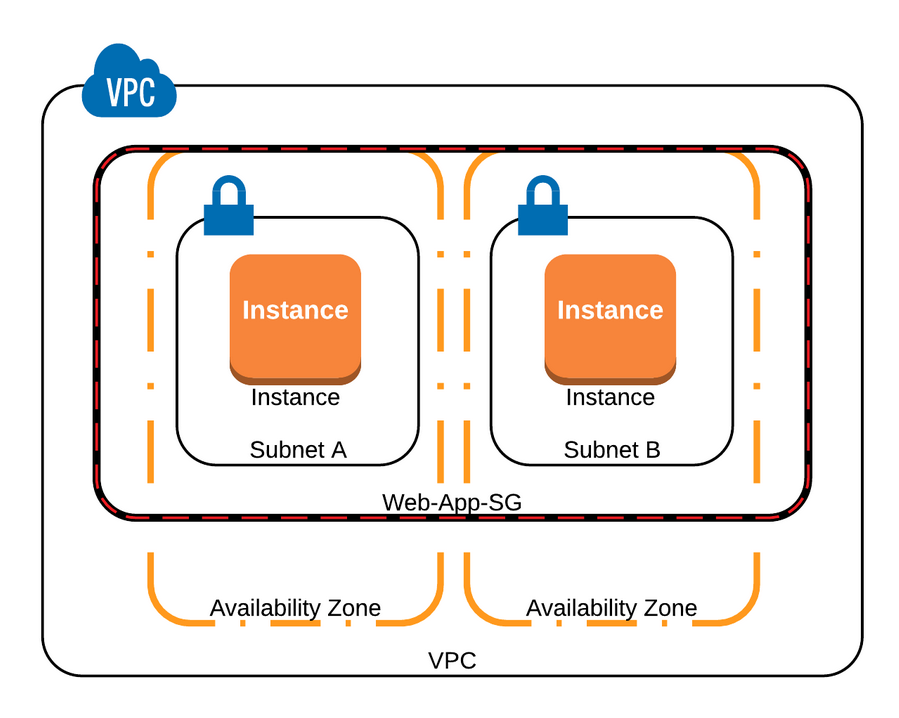 VPC
Instance
Instance
Subnet A
Instance
Instance
Subnet B
Web-App-SG
Availability Zone
Availability Zone
VPC